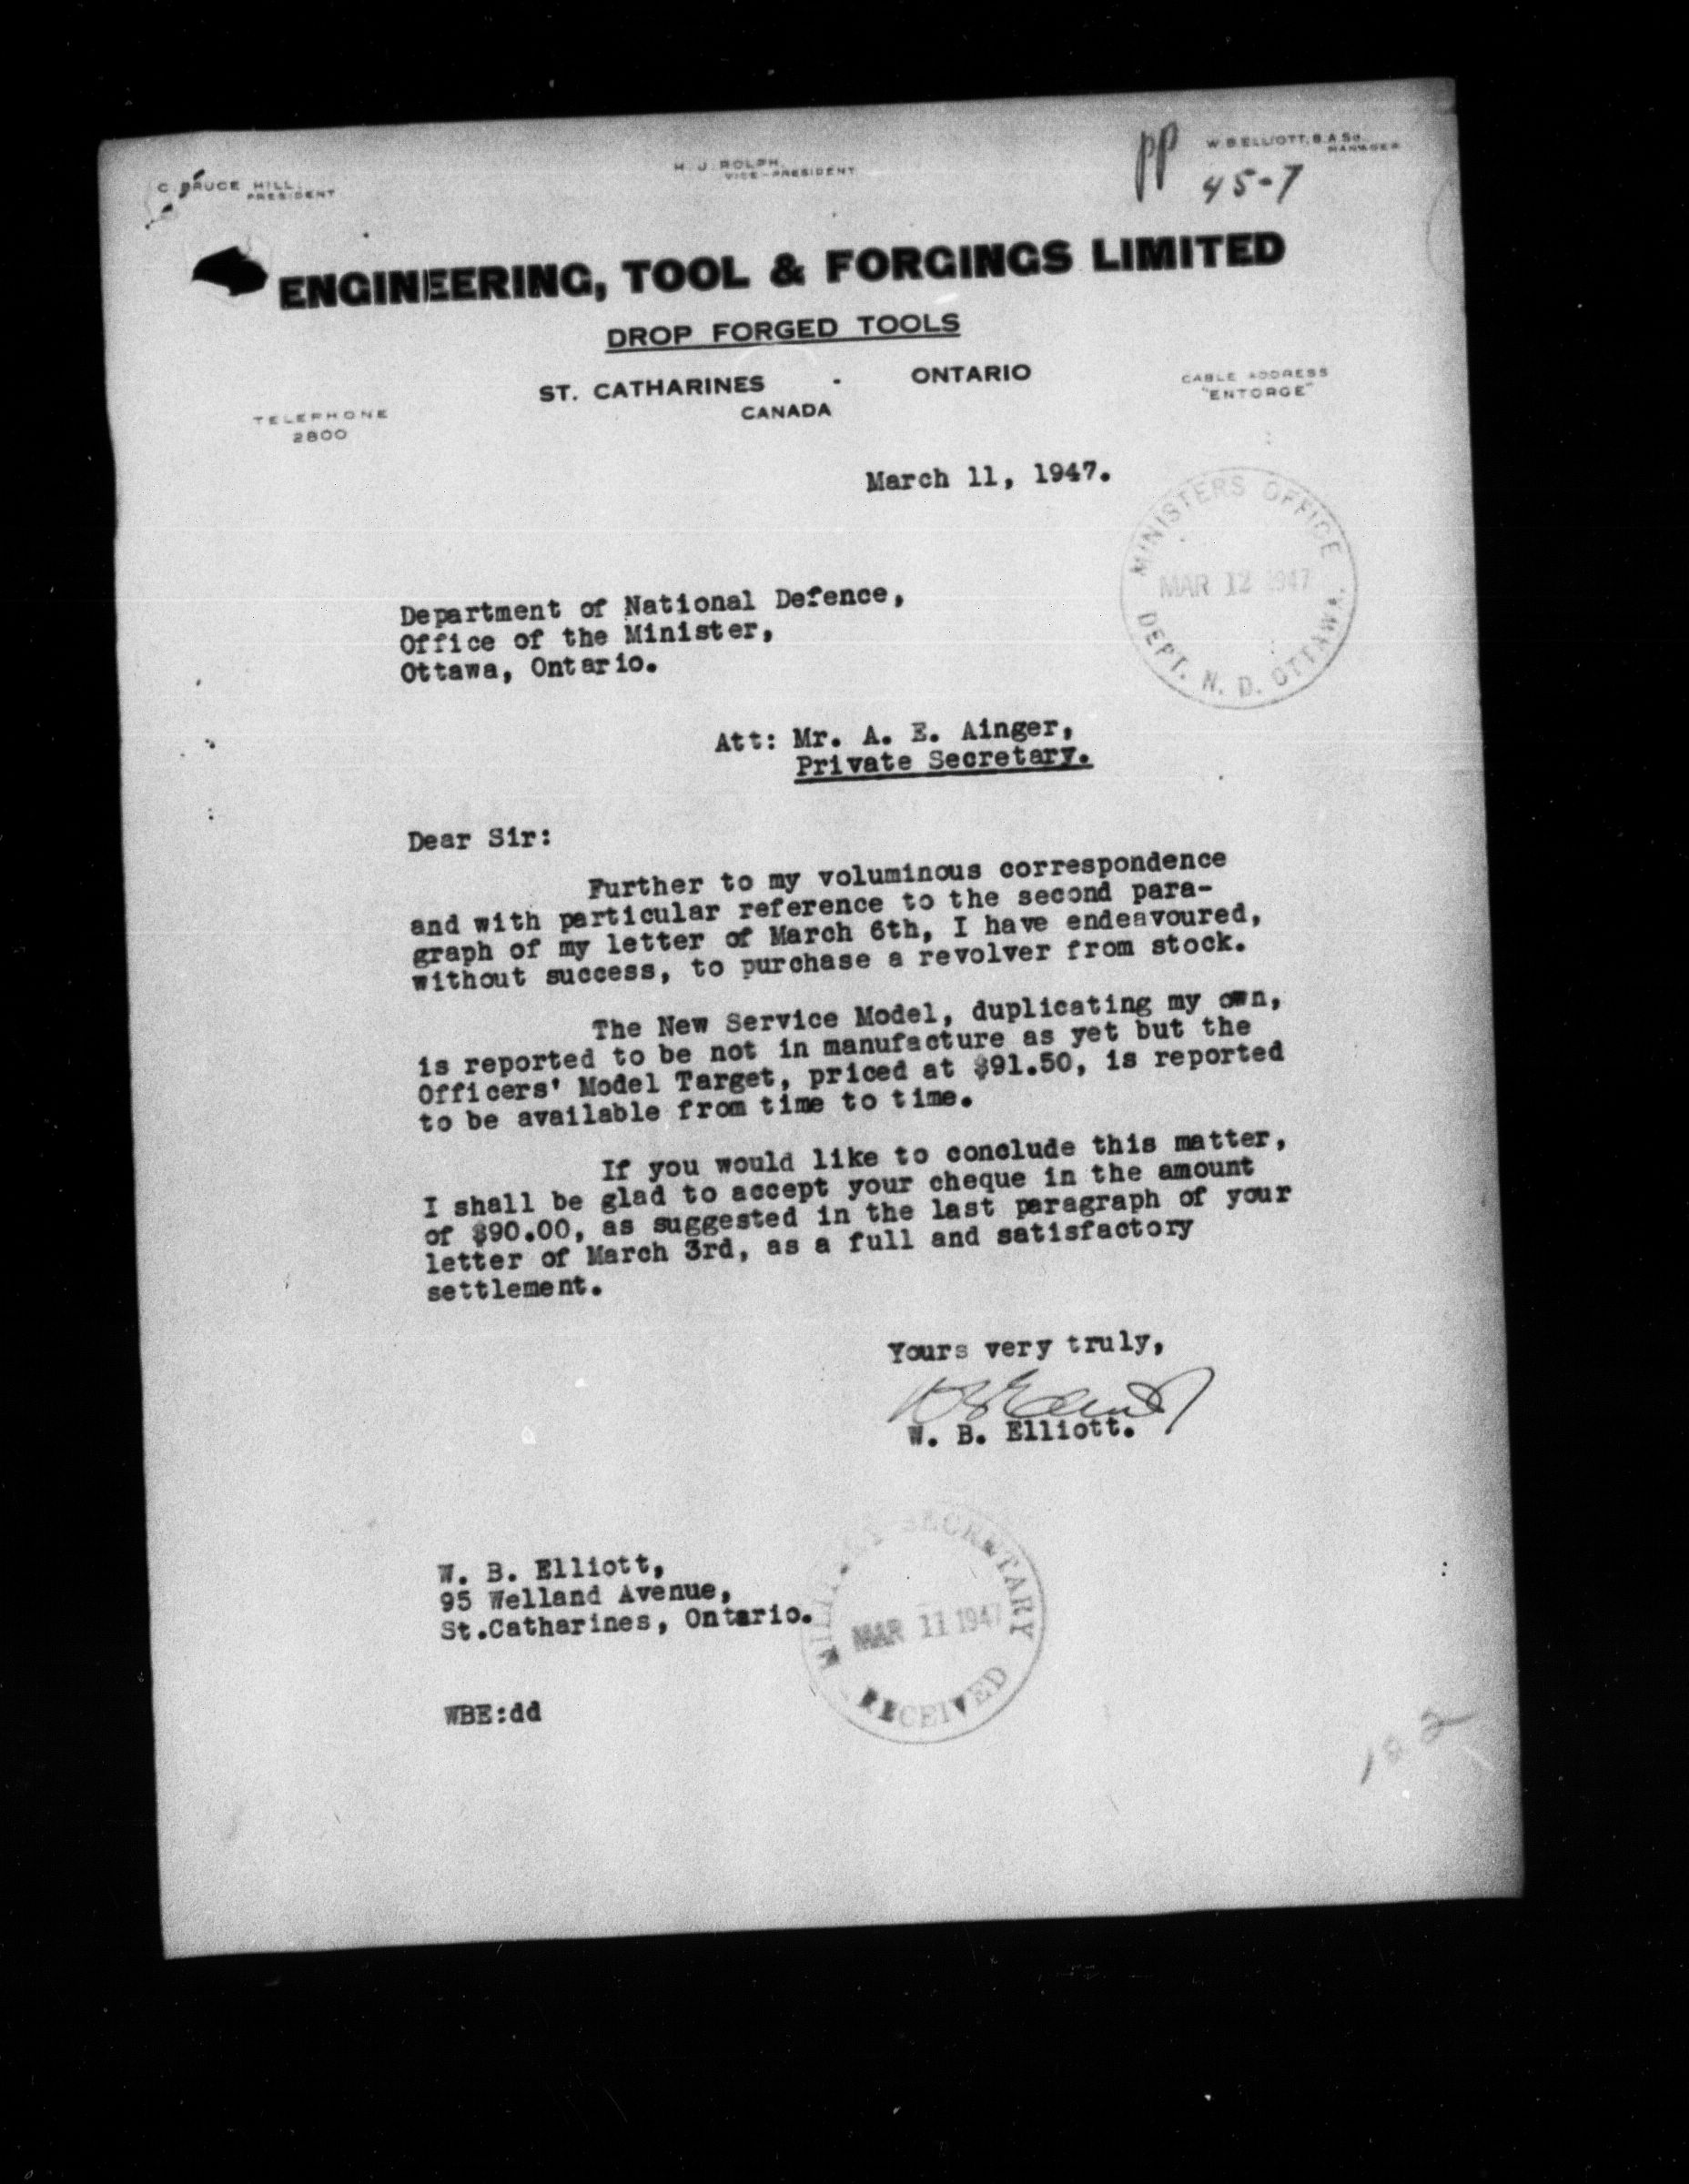 C. BRUCE HILL,
PRESIDENT
H. J. ROLPH,
VICE-PRESIDENT
W. B. ELLIOTT, B.A.Sc.
MANAGER
pp
45-7
ENGINEERING, TOOL & FORGINGS LIMITED
DROP FORGED TOOLS
ST. CATHARINES - ONTARIO
CANADA
TELEPHONE
2800
CABLE ADDRESS
"ENTORGE"
March 11, 1947.
MINISTERS OFFICE
MAR 12 1947
DEPT. N. D. OTTAWA.
Department of National Defence,
Office of the Minister,
Ottawa, Ontario.
Att: Mr. A. E. Ainger,
Private Secretary.
Dear Sir:
Further to my voluminous correspondence
and with particular reference to the second para-
graph of my letter of March 6th, I have endeavoured,
without success, to purchase a revolver from stock.
The New Service Model, duplicating my own,
is reported to be not in manufacture as yet but the
Officers' Model Target, priced at $91.50, is reported
to be available from time to time.
If you would like to conclude this matter,
I shall be glad to accept your cheque in the amount
of $90.00, as suggested in the last paragraph of your
letter of March 3rd, as a full and satisfactory
settlement.
Yours very truly,
W B Elliott
W. B. Elliott.
W. B. Elliott,
95 Welland Avenue,
St.Catharines, Ontario.
MILITARY SECRETARY
MAR 11 1947
RECEIVED
WBE:dd